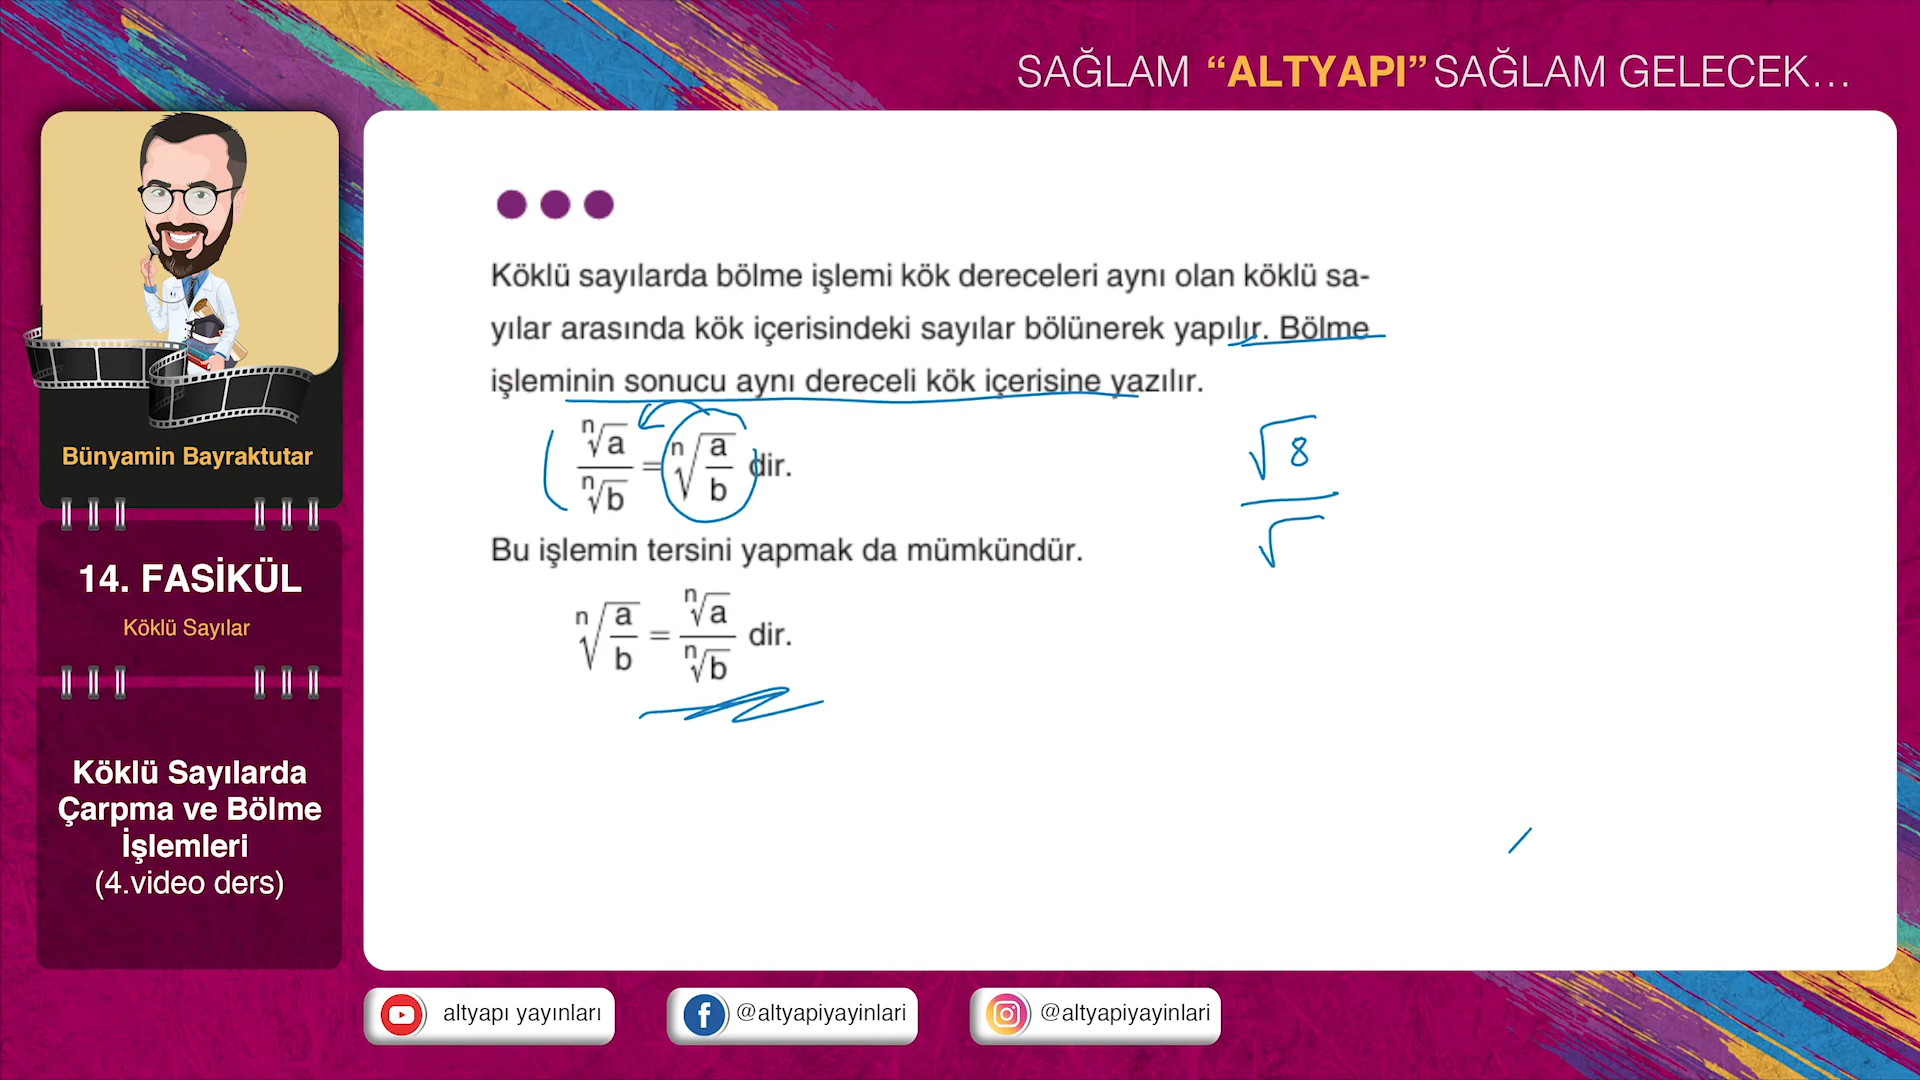 SAĞLAM “ALTYAPI” SAĞLAM GELECEK...
Bünyamin Bayraktutar
14. FASİKÜL
Köklü Sayılar
Köklü Sayılarda
Çarpma ve Bölme
İşlemleri
(4.video ders)
Köklü sayılarda bölme işlemi kök dereceleri aynı olan köklü sa-
yılar arasında kök içerisindeki sayılar bölünerek yapılır. Bölme
işleminin sonucu aynı dereceli kök içerisine yazılır.
ⁿ√a / ⁿ√b = ⁿ√(a/b) dir.
Bu işlemin tersini yapmak da mümkündür.
ⁿ√(a/b) = ⁿ√a / ⁿ√b dir.
√8 / √
altyapı yayınları
@altyapiyayinlari
@altyapiyayinlari